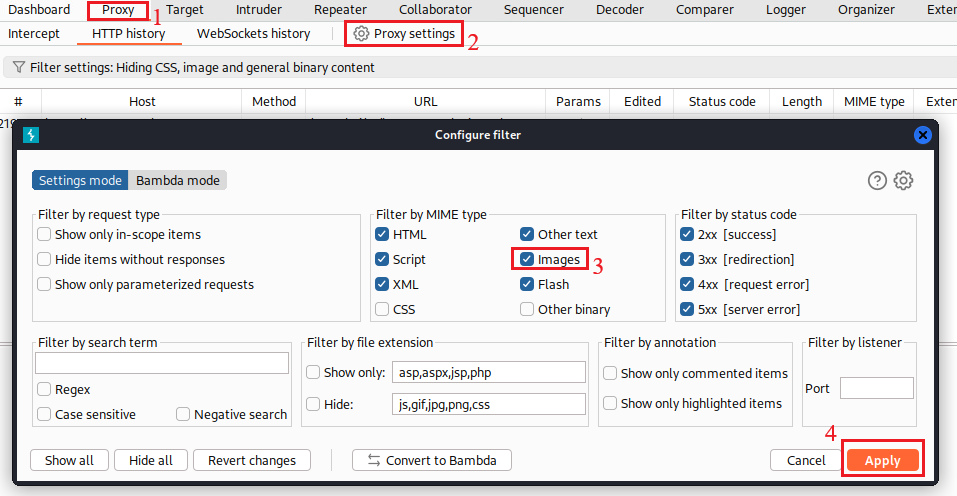 Dashboard Proxy Target Intruder Repeater Collaborator Sequencer Decoder Comparer Logger Organizer Exten
1
Intercept HTTP history WebSockets history Proxy settings 2
Filter settings: Hiding CSS, image and general binary content
# Host Method URL Params Edited Status code Length MIME type Exten
219
Configure filter
Settings mode Bambda mode
Filter by request type Filter by MIME type Filter by status code
Show only in-scope items HTML Other text 2xx [success]
Hide items without responses Script Images 3 3xx [redirection]
Show only parameterized requests XML Flash 4xx [request error]
CSS Other binary 5xx [server error]
Filter by search term Filter by file extension Filter by annotation Filter by listener
Show only: asp,aspx,jsp,php Show only commented items
Regex Port
Case sensitive Negative search Hide: js,gif,jpg,png,css Show only highlighted items
4
Show all Hide all Revert changes Convert to Bambda Cancel Apply